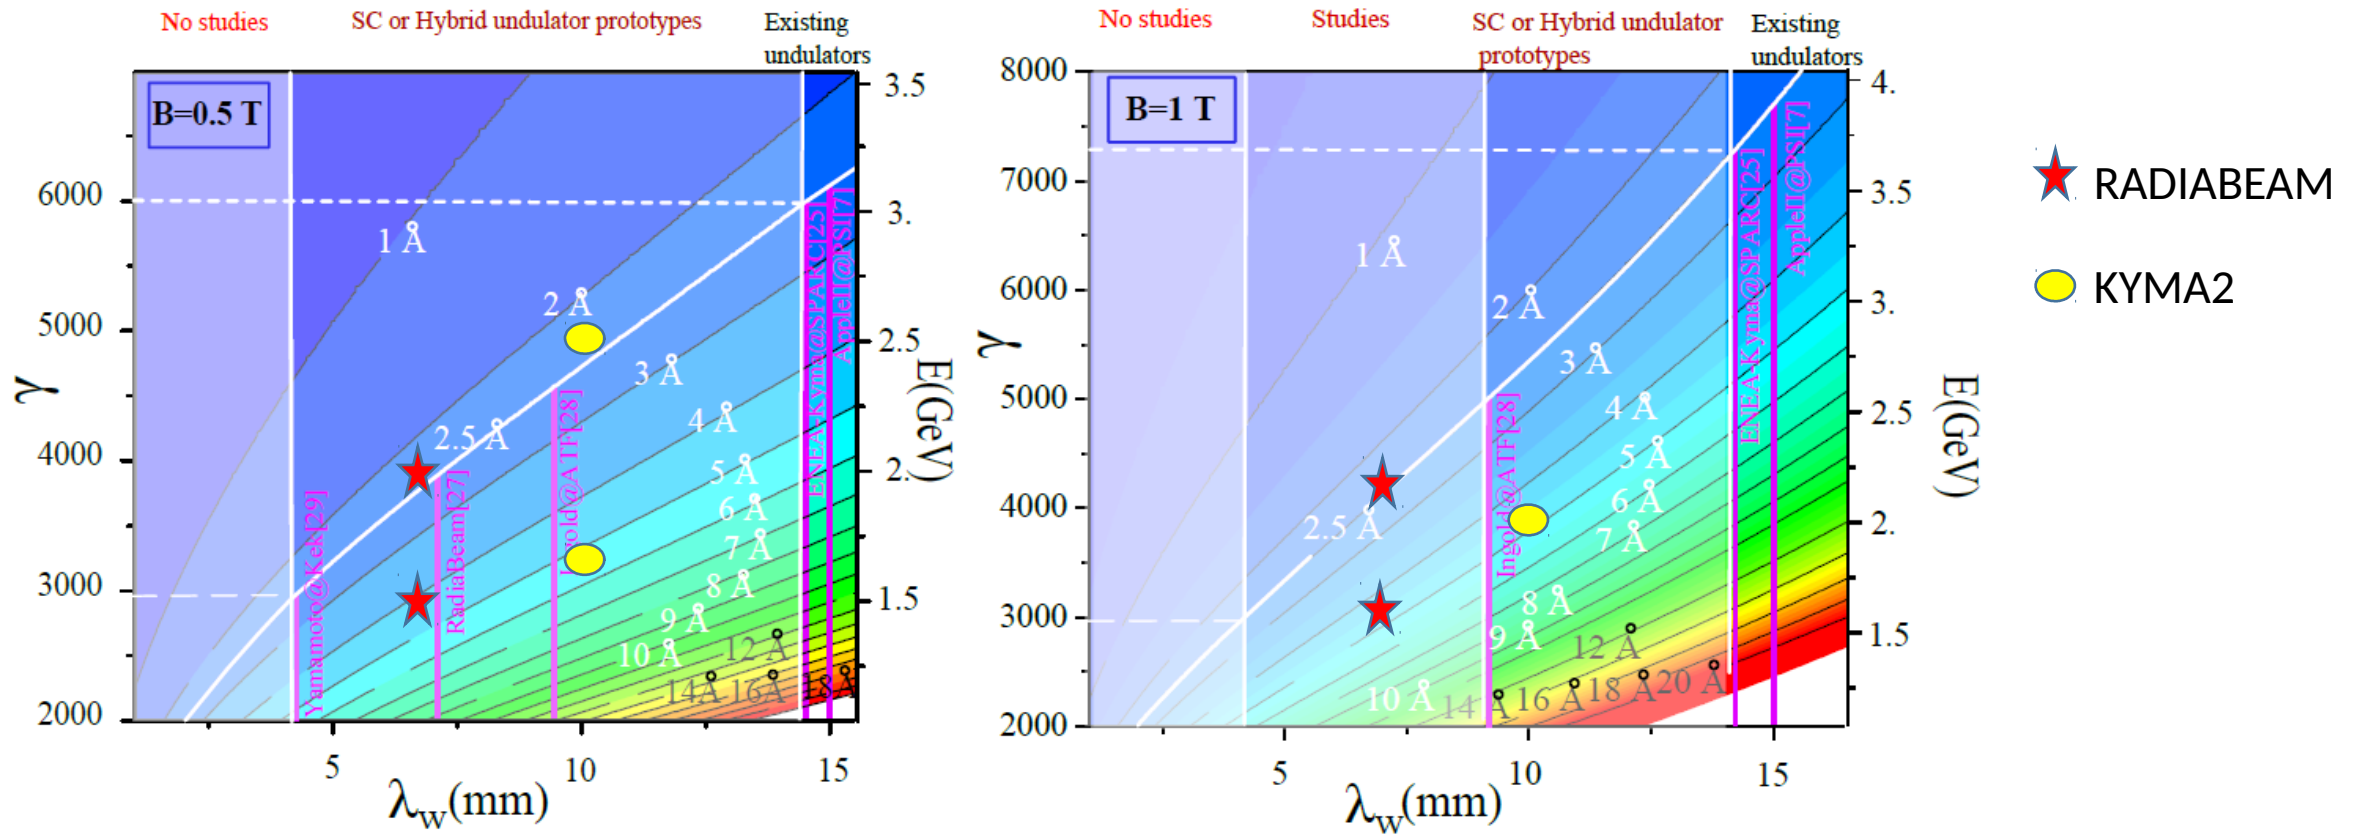 No studies
SC or Hybrid undulator prototypes
Existing
undulators
B=0.5 T
1 Å
2 Å
2.5 Å
3 Å
4 Å
5 Å
6 Å
7 Å
8 Å
9 Å
10 Å
12 Å
14Å
16Å
18Å
Yamamoto@Kek[29]
RadiaBeam[27]
Ingold@ATF[28]
ENEA-Kyma@SPARC[25]
AppleII@PSI[7]
6000
5000
4000
3000
2000
γ
3.5
3.
2.5
2.
1.5
E(GeV)
5
10
15
λw(mm)
No studies
Studies
SC or Hybrid undulator
prototypes
Existing
undulators
B=1 T
1 Å
2 Å
2.5 Å
3 Å
4 Å
5 Å
6 Å
7 Å
8 Å
9 Å
10 Å
12 Å
14 Å
16 Å
18 Å
20 Å
Ingold@ATF[28]
ENEA-Kyma@SPARC[25]
AppleII@PSI[7]
8000
7000
6000
5000
4000
3000
2000
γ
4.
3.5
3.
2.5
2.
1.5
E(GeV)
5
10
15
λw(mm)
RADIABEAM
KYMA2